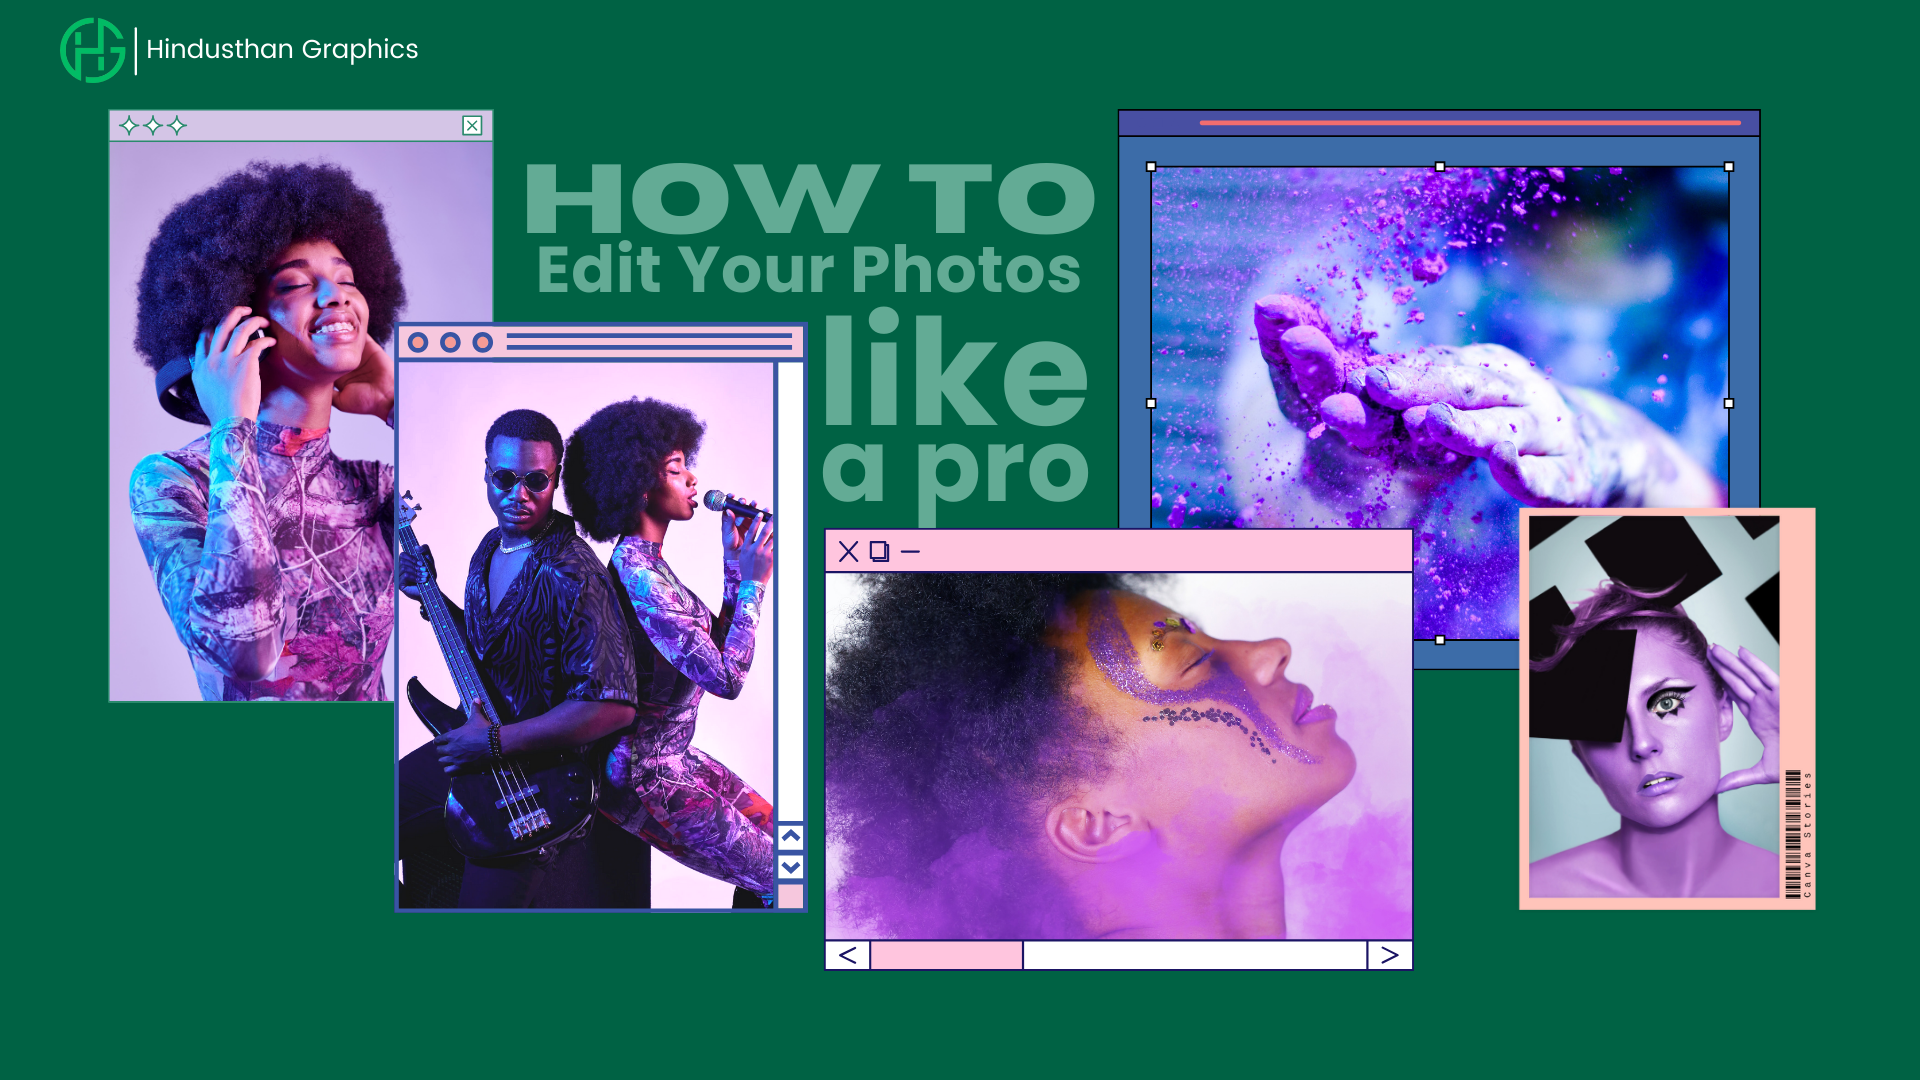 Hindusthan Graphics
HOW TO
Edit Your Photos
like
a pro
Canva Stories